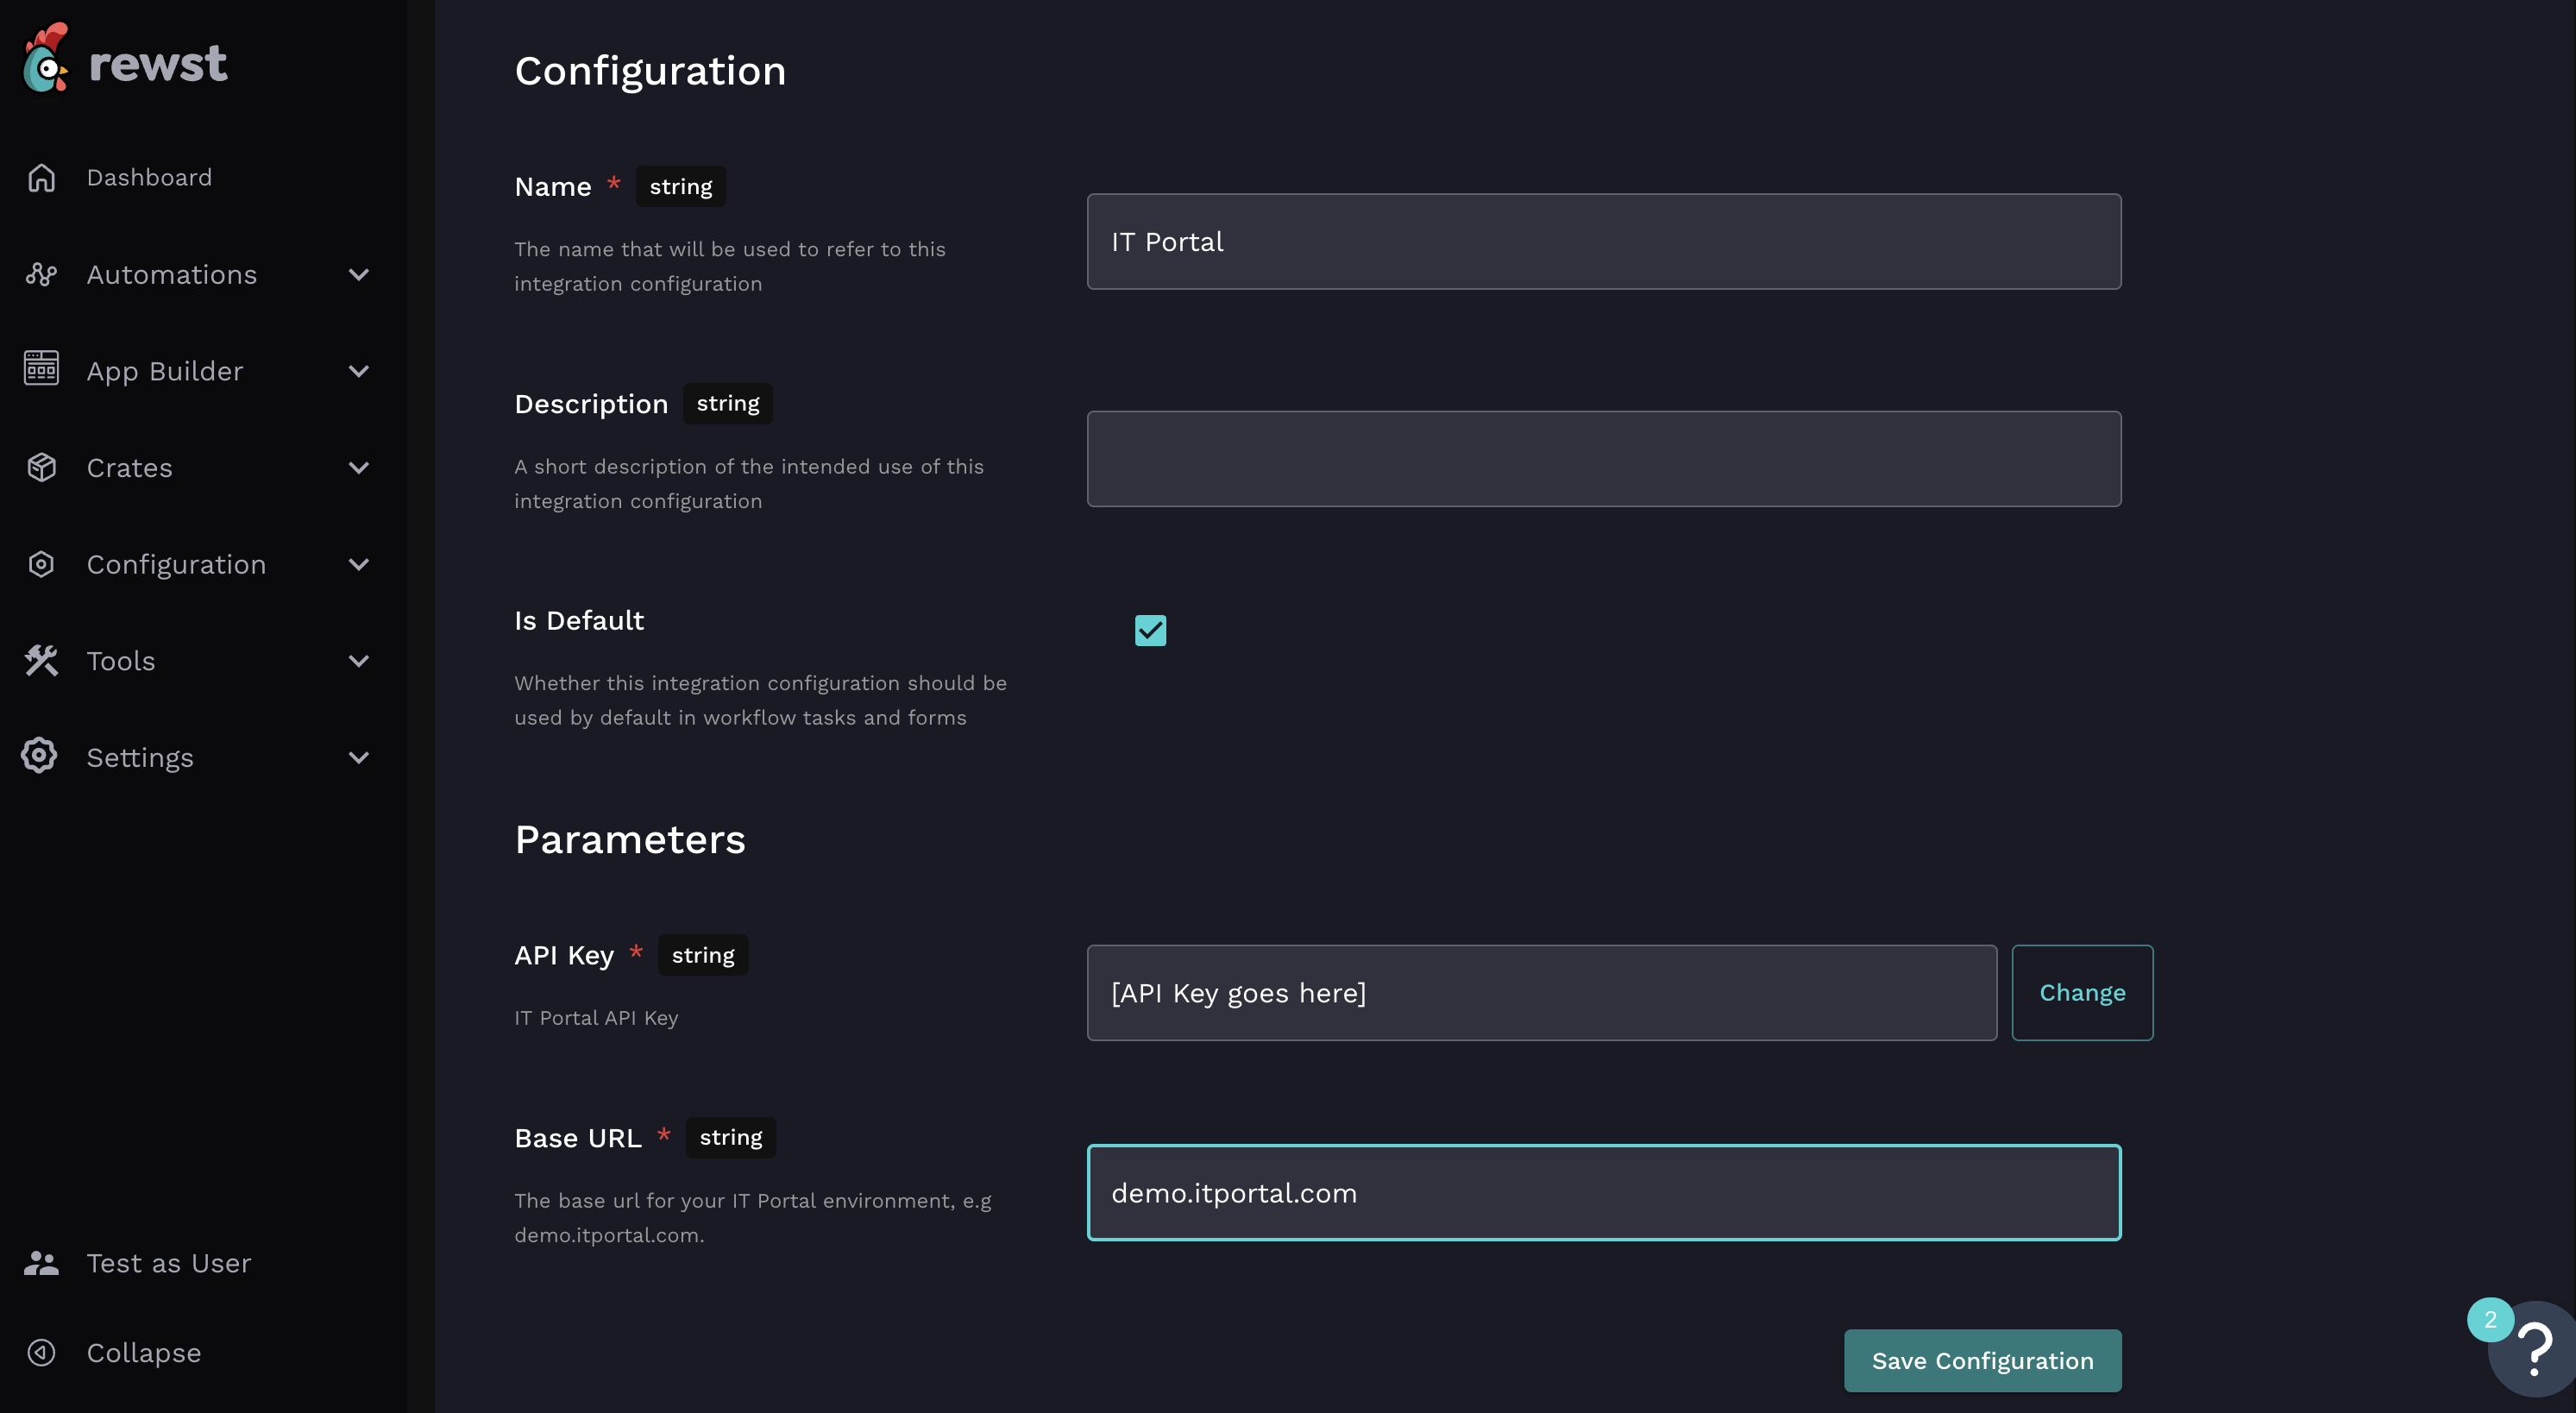 rewst
Dashboard
Automations
App Builder
Crates
Configuration
Tools
Settings
Test as User
Collapse
Configuration
Name * string
The name that will be used to refer to this
integration configuration
IT Portal
Description string
A short description of the intended use of this
integration configuration
Is Default
Whether this integration configuration should be
used by default in workflow tasks and forms
Parameters
API Key * string
IT Portal API Key
[API Key goes here]
Change
Base URL * string
The base url for your IT Portal environment, e.g
demo.itportal.com.
demo.itportal.com
Save Configuration
2
?